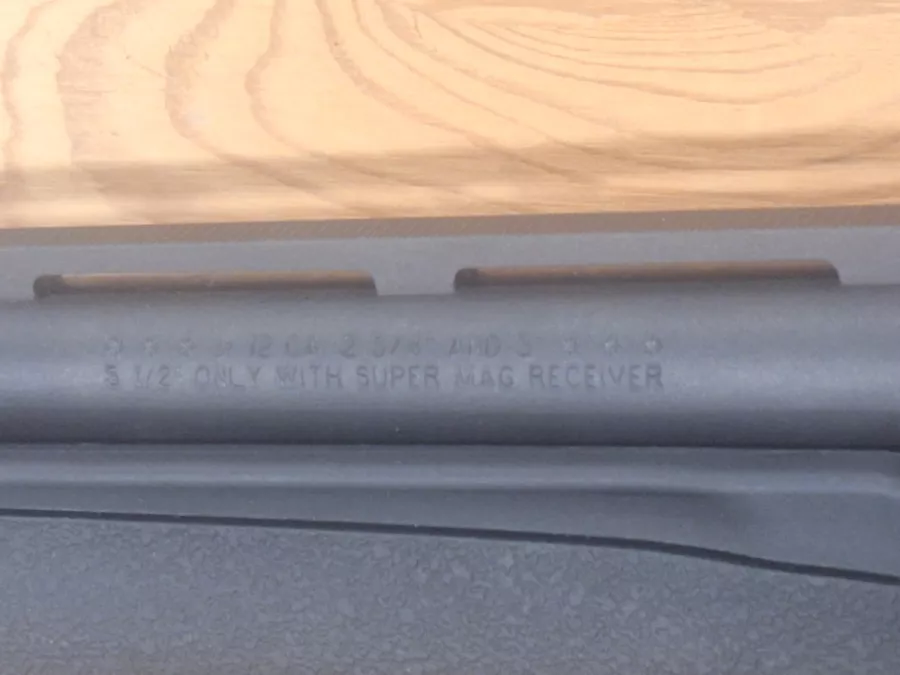 * * * * 12 GA 2 3/4" AND 3" * * * *
3 1/2" ONLY WITH SUPER MAG RECEIVER